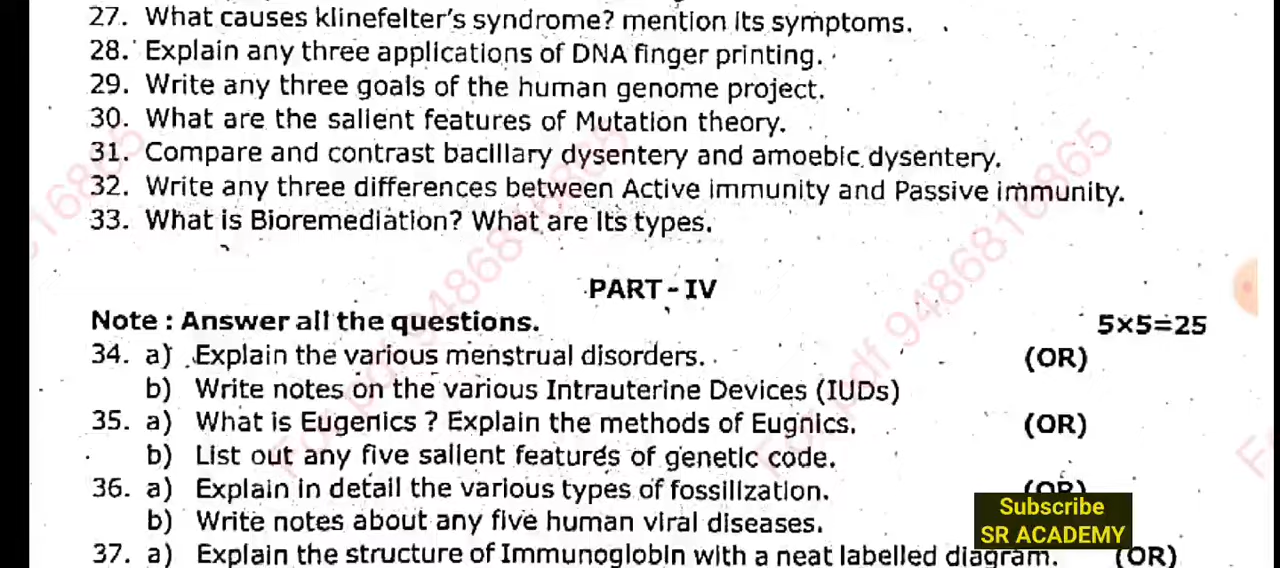 27. What causes klinefelter's syndrome? mention its symptoms.
28. Explain any three applications of DNA finger printing.
29. Write any three goals of the human genome project.
30. What are the salient features of Mutation theory.
31. Compare and contrast bacillary dysentery and amoebic dysentery.
32. Write any three differences between Active immunity and Passive immunity.
33. What is Bioremediation? What are its types.
PART - IV
Note : Answer all the questions. 5×5=25
34. a) Explain the various menstrual disorders. (OR)
b) Write notes on the various Intrauterine Devices (IUDs)
35. a) What is Eugenics ? Explain the methods of Eugnics. (OR)
b) List out any five salient features of genetic code.
36. a) Explain in detail the various types of fossilization. (OR)
b) Write notes about any five human viral diseases.
Subscribe
SR ACADEMY
37. a) Explain the structure of Immunoglobin with a neat labelled diagram. (OR)
For pdf 9486816865
For pdf 9486816865